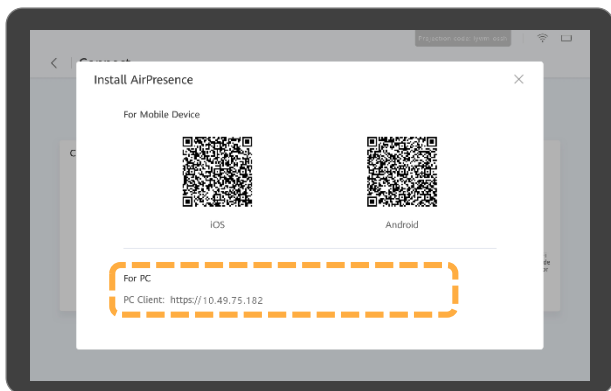 Install AirPresence
For Mobile Device
iOS
Android
For PC
PC Client: https://10.49.75.182